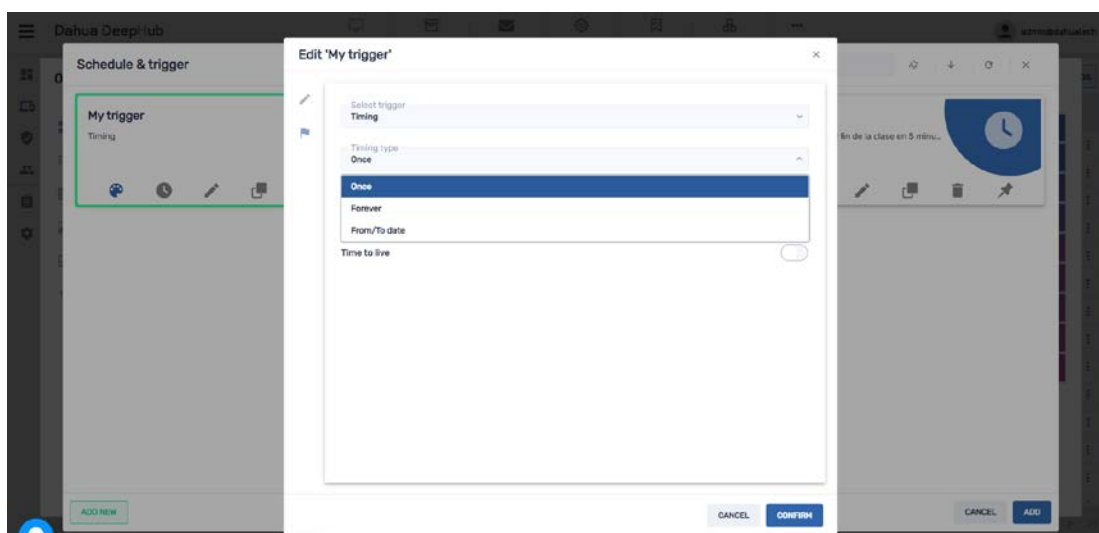 Dahua DeepHub
Schedule & trigger
My trigger
Timing
Edit 'My trigger'
Select trigger
Timing
Timing type
Once
Once
Forever
From/To date
Time to live
fin de la clase en 5 minu...
ADD NEW
CANCEL
CONFIRM
CANCEL
ADD